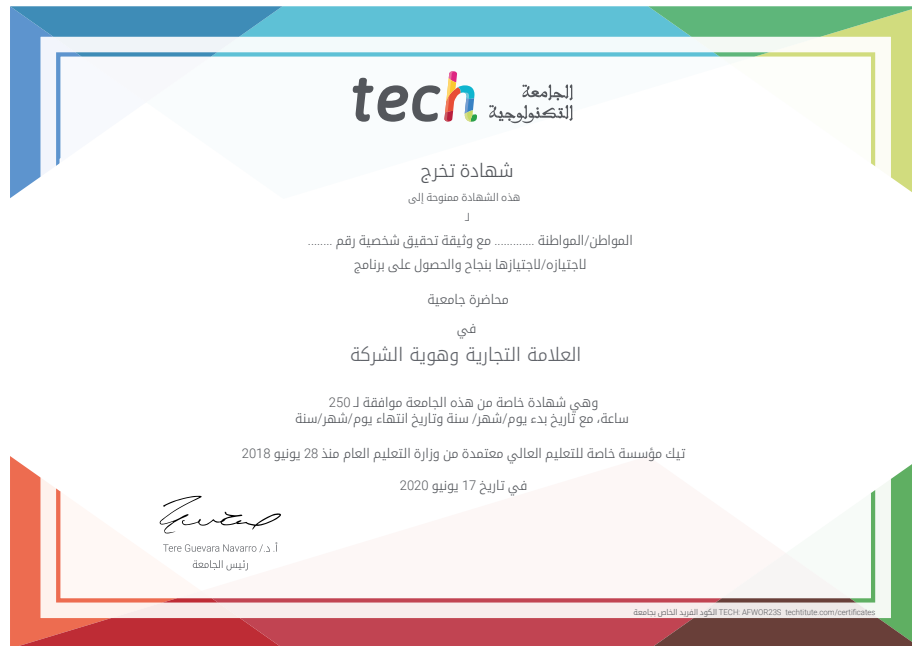 tech الجامعة
التكنولوجية
شهادة تخرج
هذه الشهادة ممنوحة إلى
لـ
المواطن/المواطنة ............ مع وثيقة تحقيق شخصية رقم ........
لاجتيازه/لاجتيازها بنجاح والحصول على برنامج
محاضرة جامعية
في
العلامة التجارية وهوية الشركة
وهي شهادة خاصة من هذه الجامعة موافقة لـ 250
ساعة، مع تاريخ بدء يوم/شهر/ سنة وتاريخ انتهاء يوم/شهر/سنة
تيك مؤسسة خاصة للتعليم العالي معتمدة من وزارة التعليم العام منذ 28 يونيو 2018
في تاريخ 17 يونيو 2020
أ. د./ Tere Guevara Navarro
رئيس الجامعة
الكود الفريد الخاص بجامعة TECH: AFWOR23S techtitute.com/certificates